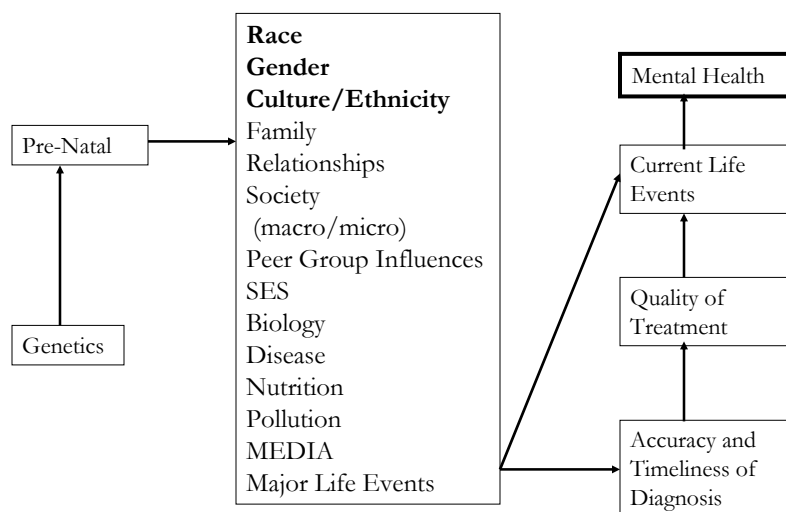 Race
Gender
Culture/Ethnicity
Family
Relationships
Society
(macro/micro)
Peer Group Influences
SES
Biology
Disease
Nutrition
Pollution
MEDIA
Major Life Events
Pre-Natal
Genetics
Mental Health
Current Life
Events
Quality of
Treatment
Accuracy and
Timeliness of
Diagnosis